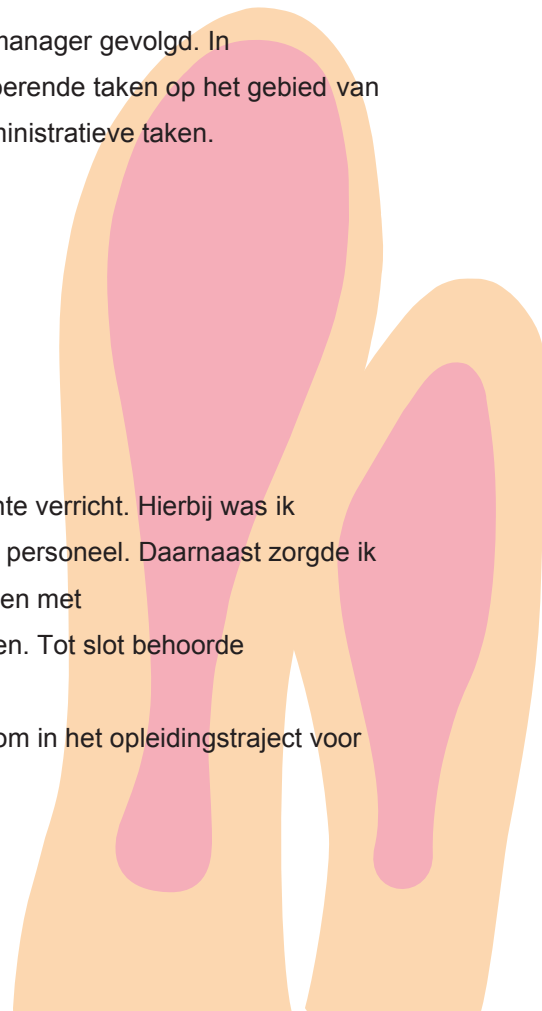 manager gevolgd. In
erende taken op het gebied van
ministratieve taken.
nte verricht. Hierbij was ik
personeel. Daarnaast zorgde ik
en met
en. Tot slot behoorde
om in het opleidingstraject voor